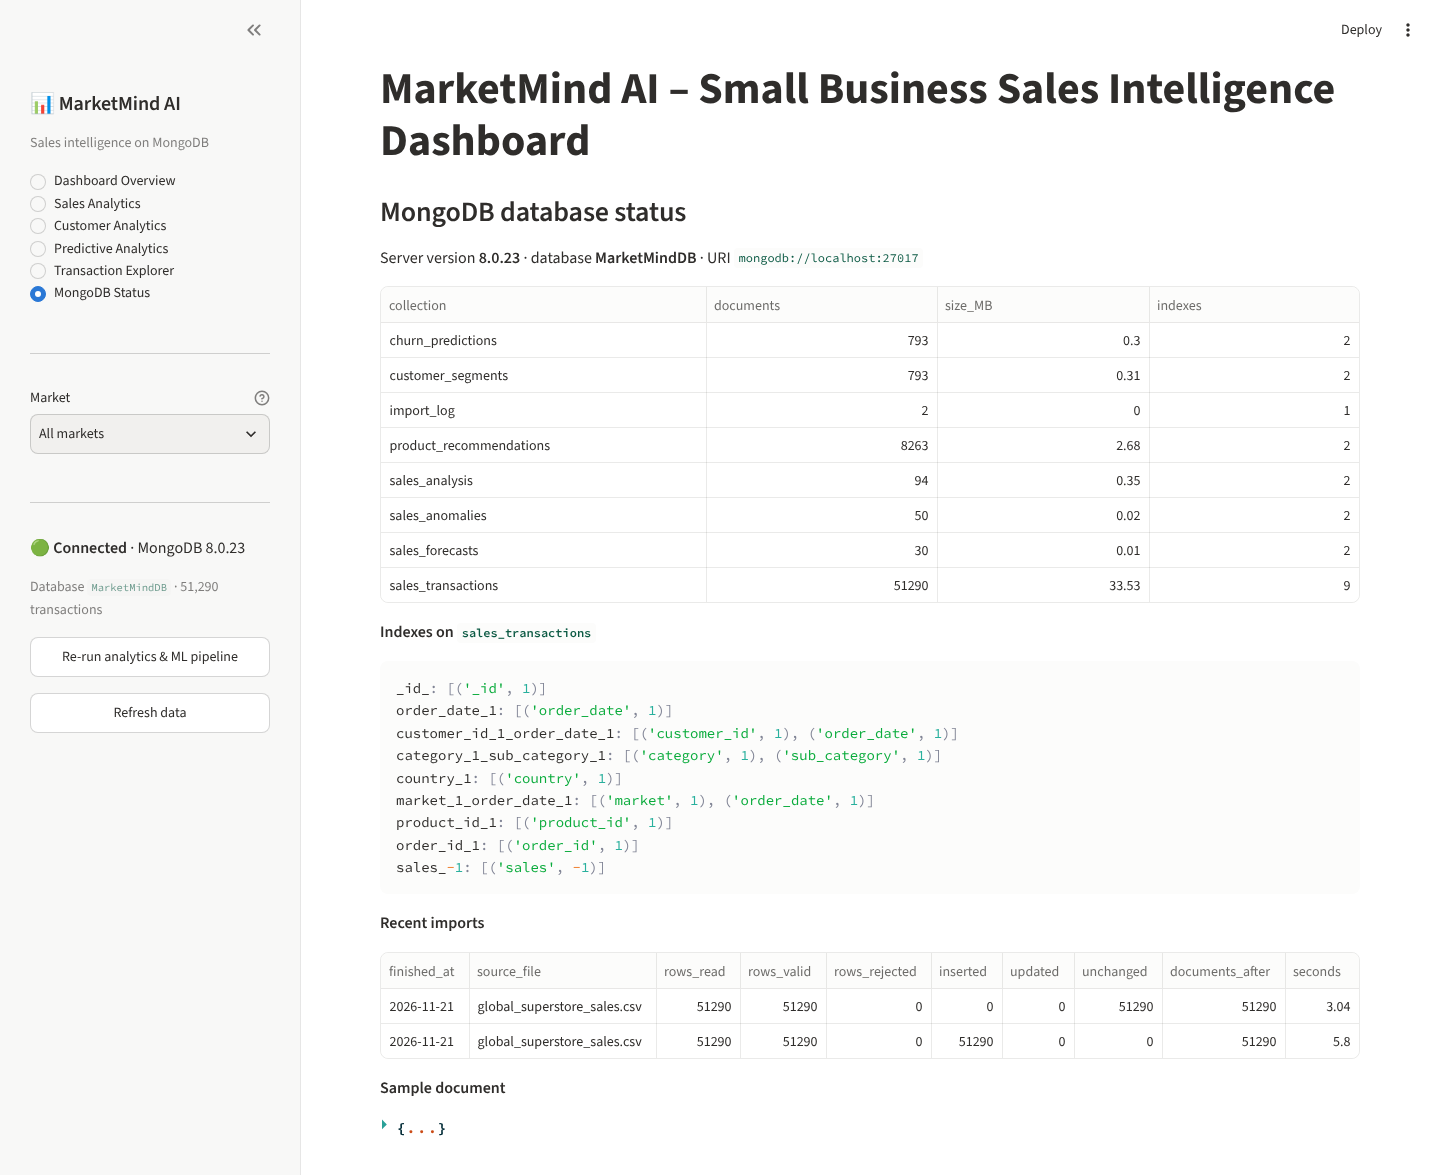 Deploy
📊 MarketMind AI
Sales intelligence on MongoDB
Dashboard Overview
Sales Analytics
Customer Analytics
Predictive Analytics
Transaction Explorer
MongoDB Status
Market
All markets
🟢 Connected · MongoDB 8.0.23
Database MarketMindDB · 51,290
transactions
Re-run analytics & ML pipeline
Refresh data
MarketMind AI – Small Business Sales Intelligence
Dashboard
MongoDB database status
Server version 8.0.23 · database MarketMindDB · URI mongodb://localhost:27017
collection documents size_MB indexes
churn_predictions 793 0.3 2
customer_segments 793 0.31 2
import_log 2 0 1
product_recommendations 8263 2.68 2
sales_analysis 94 0.35 2
sales_anomalies 50 0.02 2
sales_forecasts 30 0.01 2
sales_transactions 51290 33.53 9
Indexes on sales_transactions
_id_: [('_id', 1)]
order_date_1: [('order_date', 1)]
customer_id_1_order_date_1: [('customer_id', 1), ('order_date', 1)]
category_1_sub_category_1: [('category', 1), ('sub_category', 1)]
country_1: [('country', 1)]
market_1_order_date_1: [('market', 1), ('order_date', 1)]
product_id_1: [('product_id', 1)]
order_id_1: [('order_id', 1)]
sales_-1: [('sales', -1)]
Recent imports
finished_at source_file rows_read rows_valid rows_rejected inserted updated unchanged documents_after seconds
2026-11-21 global_superstore_sales.csv 51290 51290 0 0 0 51290 51290 3.04
2026-11-21 global_superstore_sales.csv 51290 51290 0 51290 0 0 51290 5.8
Sample document
{...}